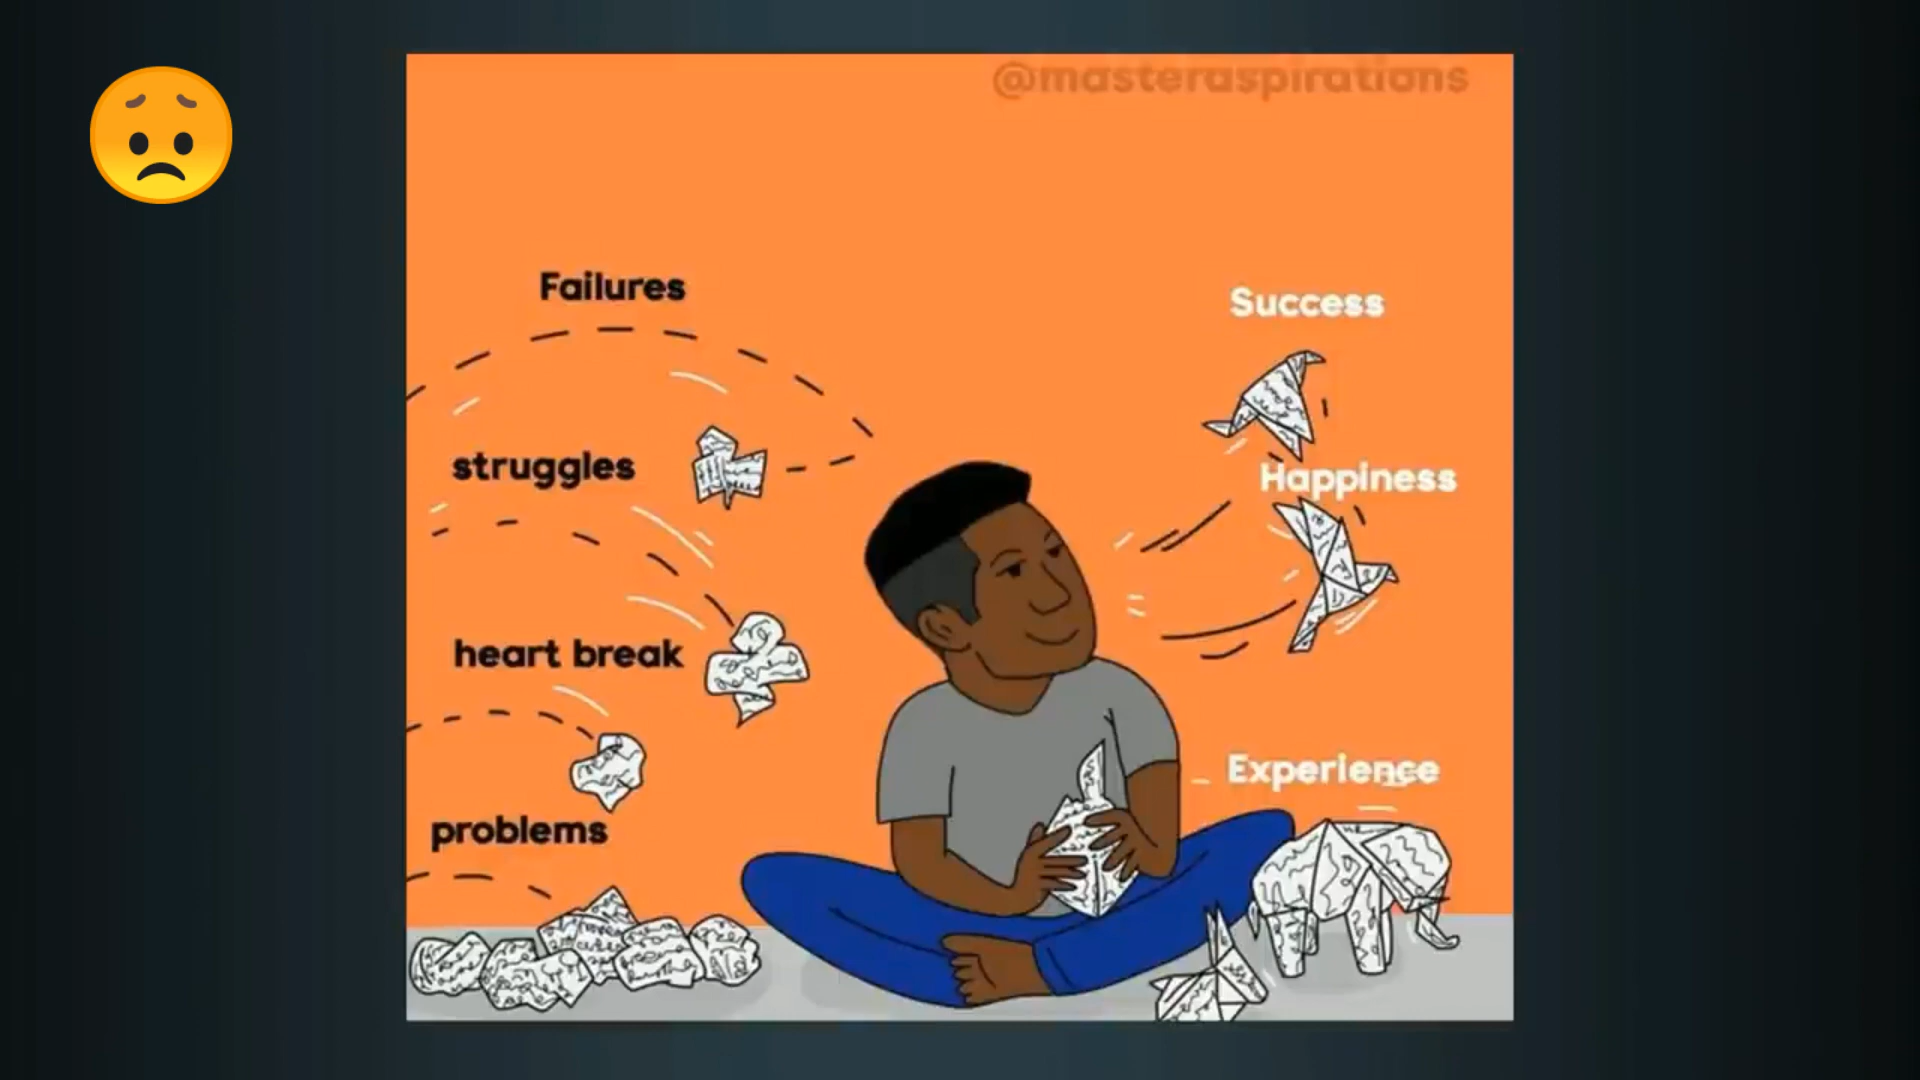 @masteraspirations
Failures
Success
struggles
Happiness
heart break
Experience
problems